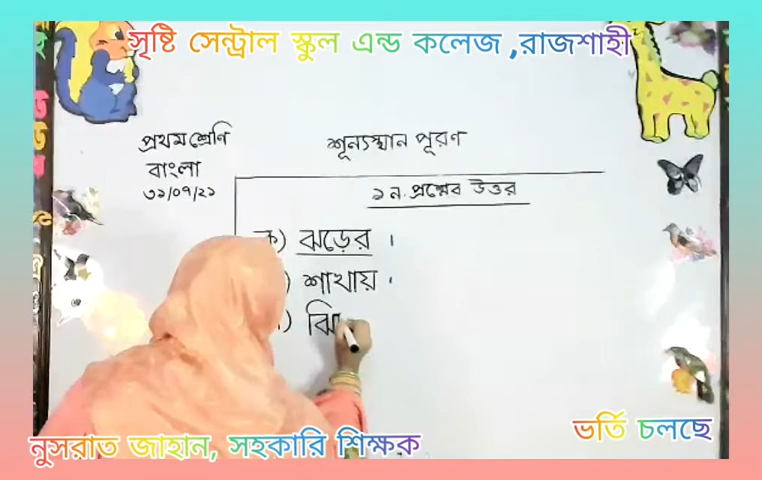 সৃষ্টি সেন্ট্রাল স্কুল এন্ড কলেজ ,রাজশাহী
প্রথম শ্রেণি
শূন্যস্থান পূরণ
বাংলা
৩১/০৭/২১
১ ন. প্রশ্নের উত্তর
ক) ঝড়ের ।
) শাখায় ।
) ঝি
ভর্তি চলছে
নুসরাত জাহান, সহকারি শিক্ষক